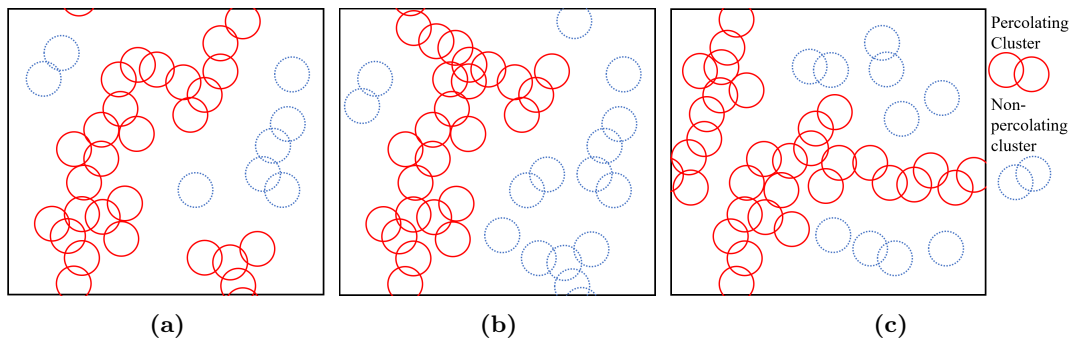 Percolating
Cluster
Non-
percolating
cluster
(a)
(b)
(c)